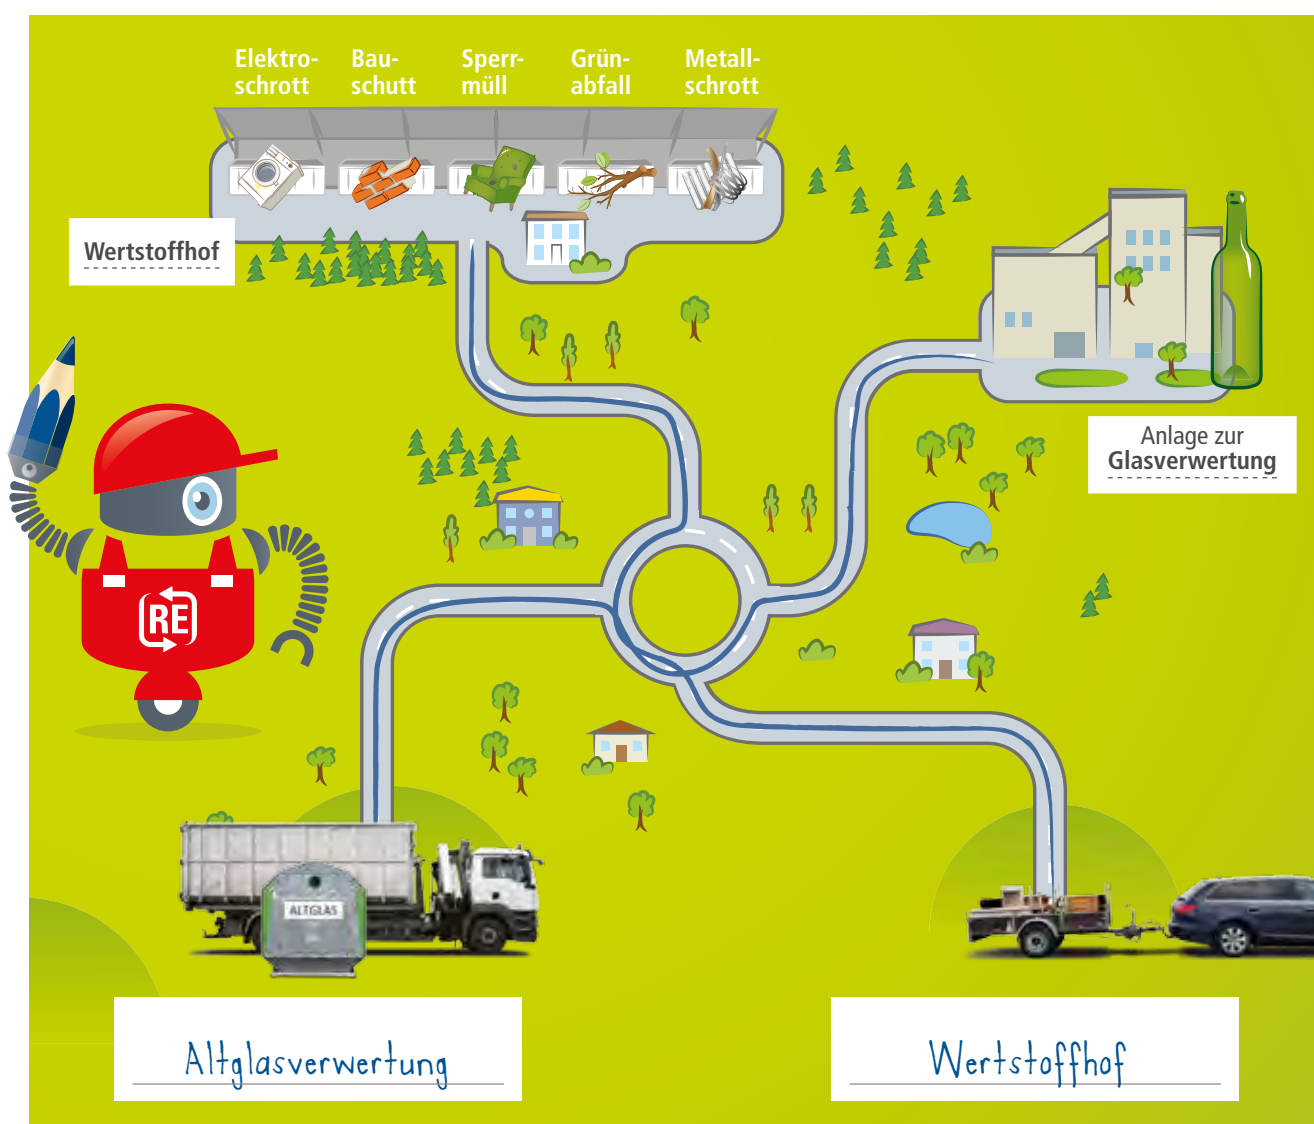 Elektro-
schrott
Bau-
schutt
Sperr-
müll
Grün-
abfall
Metall-
schrott
Wertstoffhof
Anlage zur
Glasverwertung
RE
ALTGLAS
Altglasverwertung
Wertstoffhof